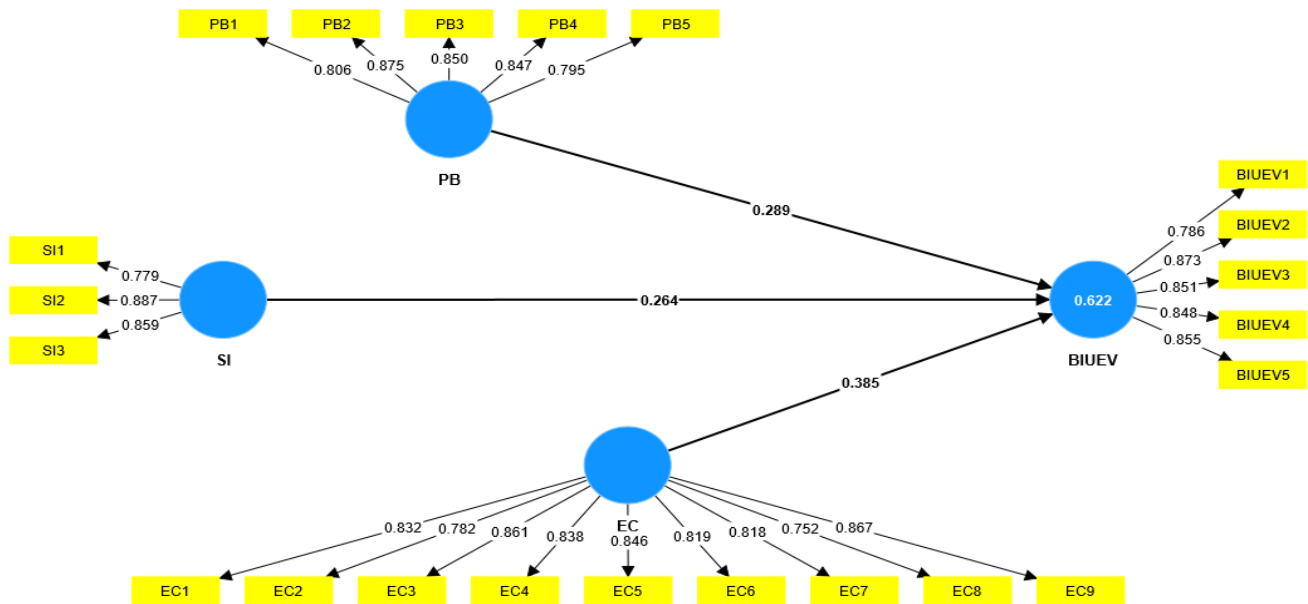 PB1 PB2 PB3 PB4 PB5
0.806 0.875 0.850 0.847 0.795
PB
0.289
SI1
SI2
SI3
0.779
0.887
0.859
SI
0.264
0.622
BIUEV
BIUEV1
BIUEV2
BIUEV3
BIUEV4
BIUEV5
0.786
0.873
0.851
0.848
0.855
0.385
EC
0.832 0.782 0.861 0.838 0.846 0.819 0.818 0.752 0.867
EC1 EC2 EC3 EC4 EC5 EC6 EC7 EC8 EC9